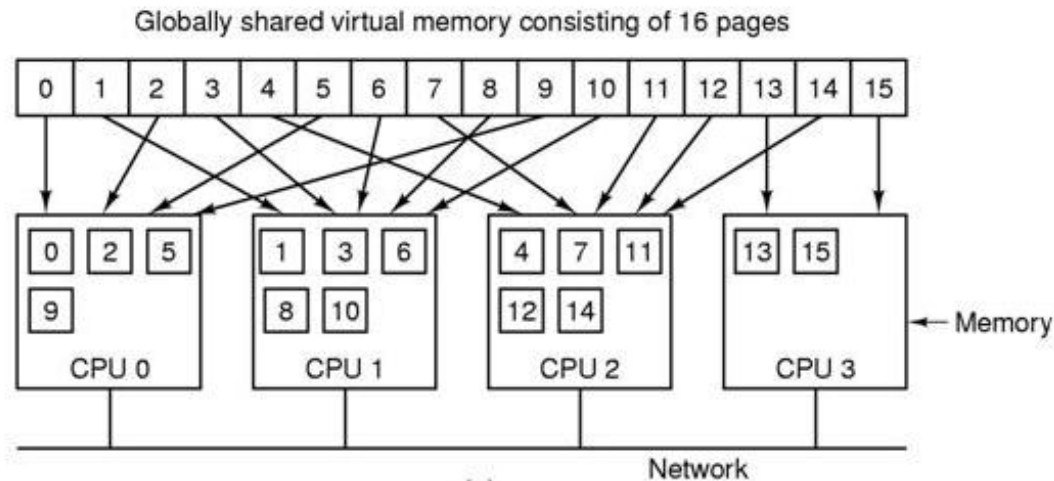 Globally shared virtual memory consisting of 16 pages
0 1 2 3 4 5 6 7 8 9 10 11 12 13 14 15
0 2 5
9
CPU 0
1 3 6
8 10
CPU 1
4 7 11
12 14
CPU 2
13 15
CPU 3
Memory
Network